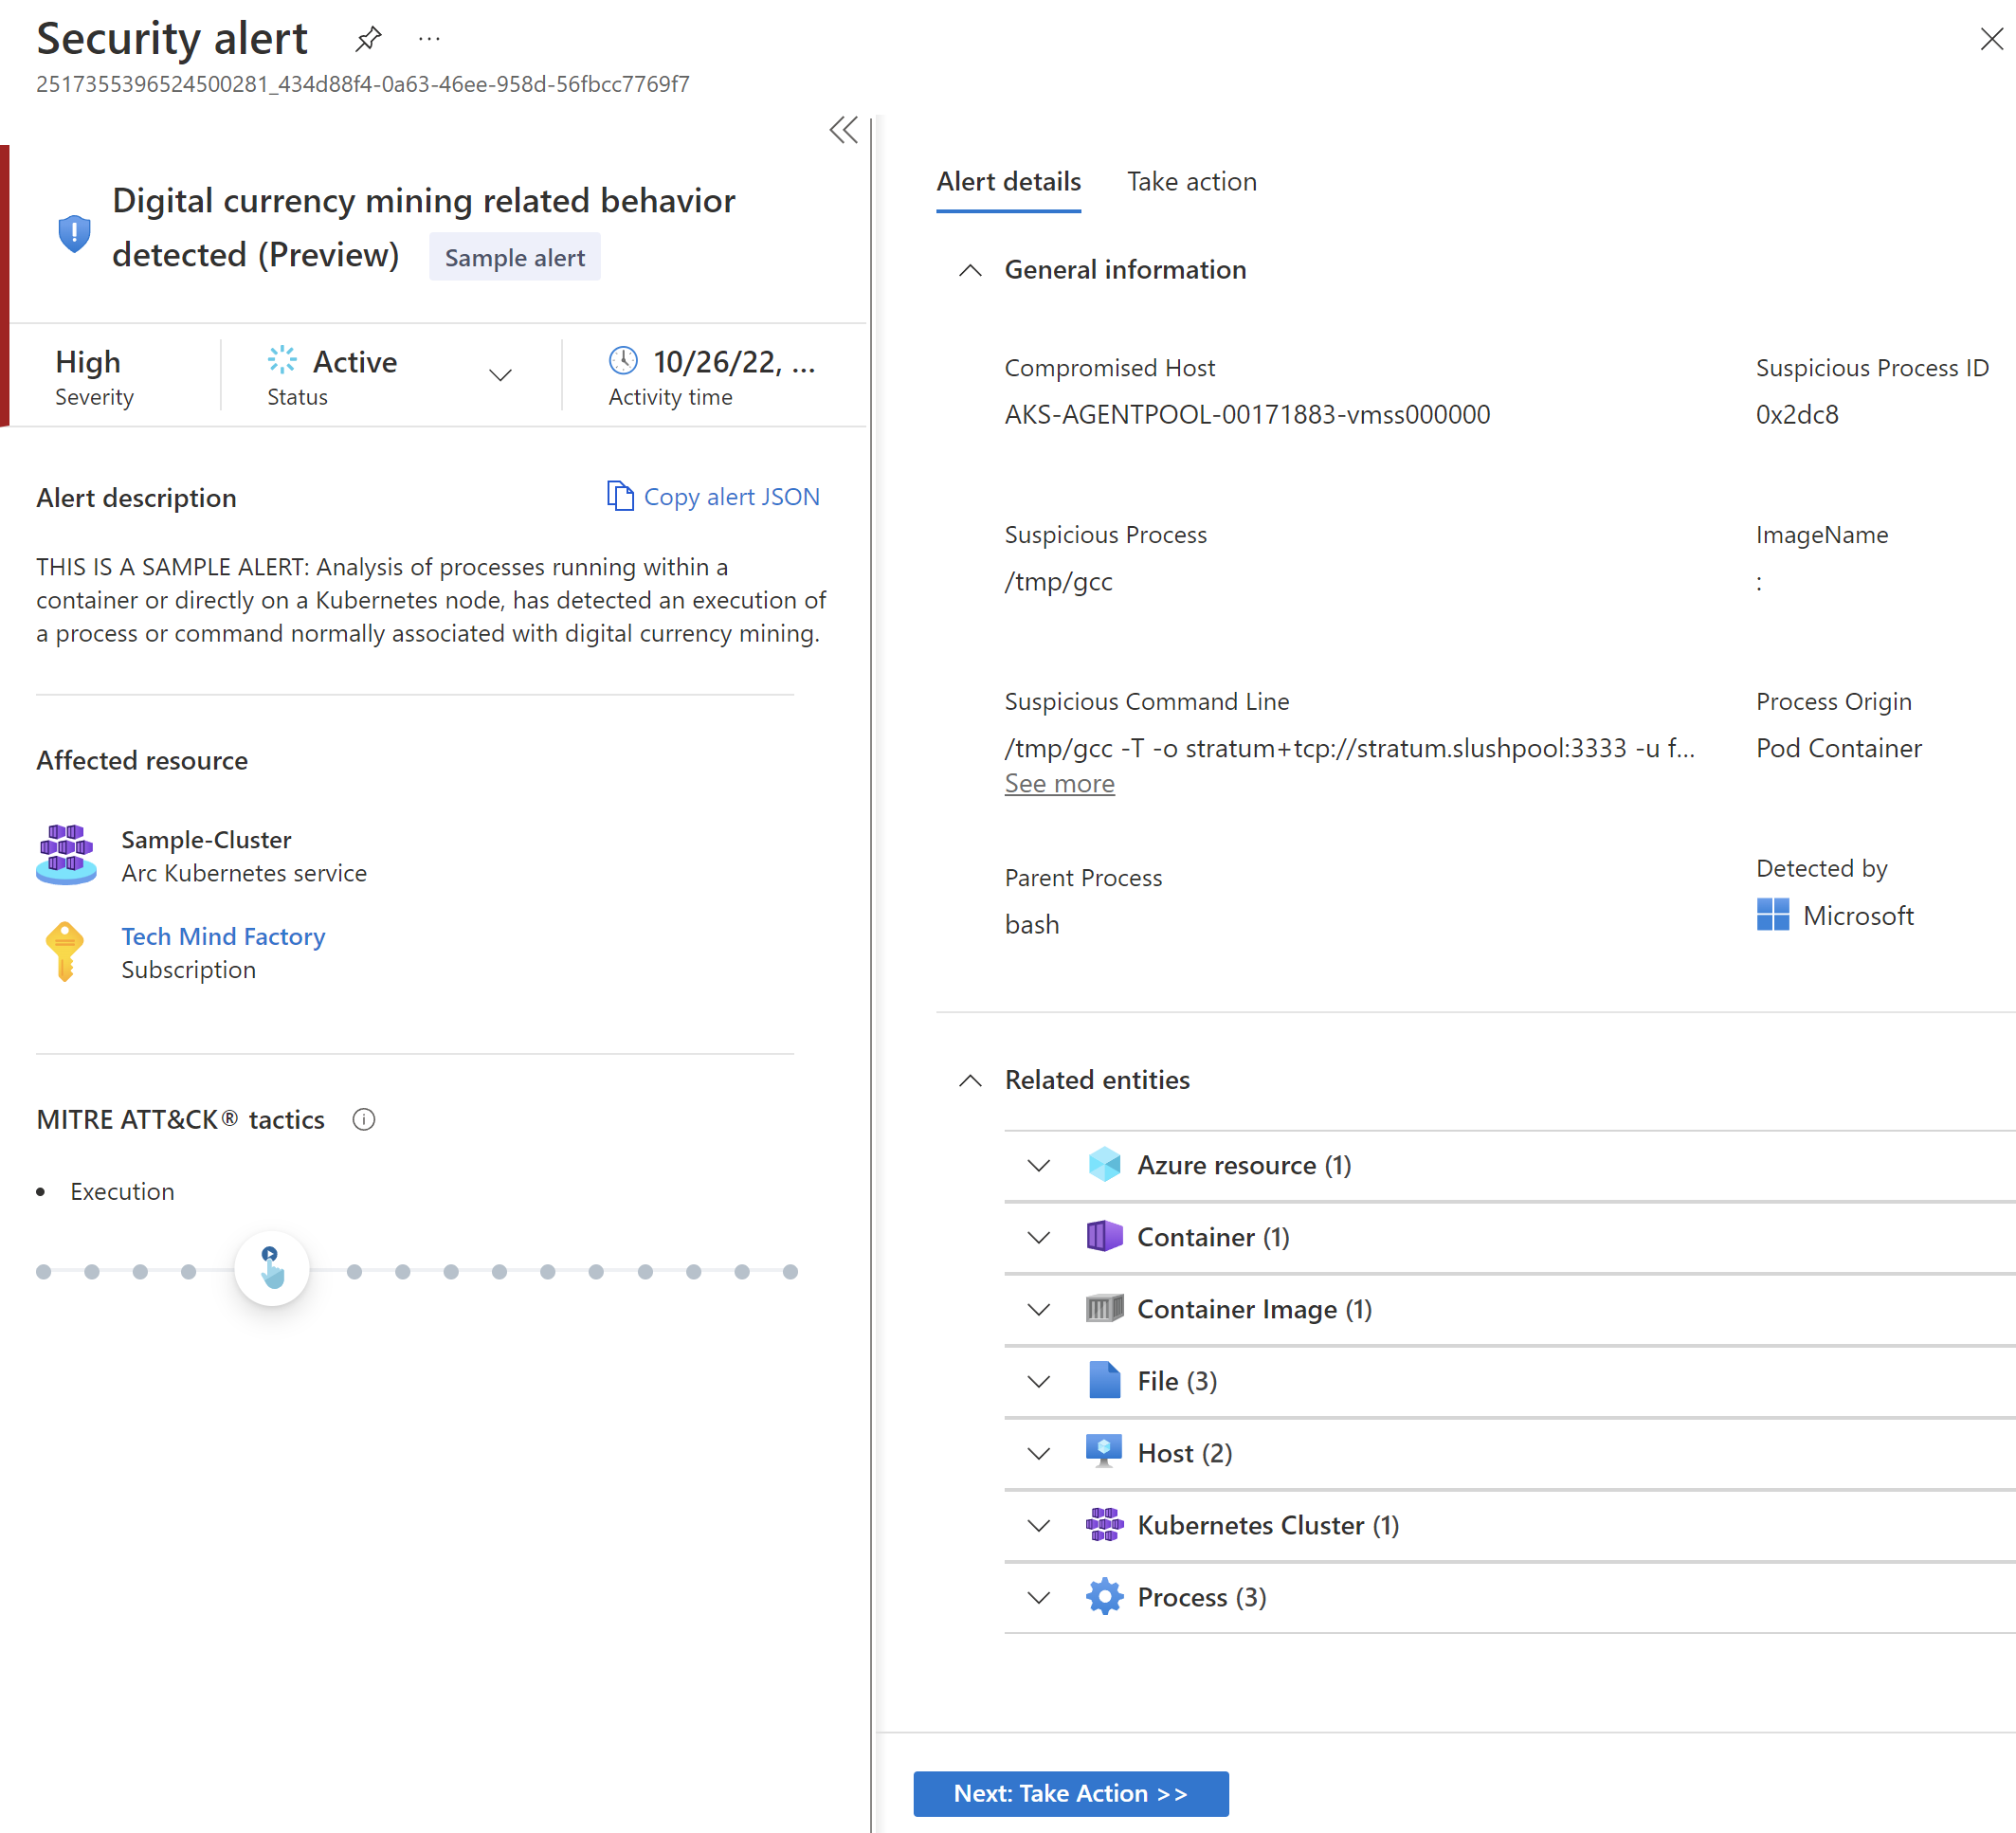 Security alert
2517355396524500281_434d88f4-0a63-46ee-958d-56fbcc7769f7
Digital currency mining related behavior
detected (Preview) Sample alert
High
Severity
Active
Status
10/26/22, ...
Activity time
Alert description
Copy alert JSON
THIS IS A SAMPLE ALERT: Analysis of processes running within a
container or directly on a Kubernetes node, has detected an execution of
a process or command normally associated with digital currency mining.
Affected resource
Sample-Cluster
Arc Kubernetes service
Tech Mind Factory
Subscription
MITRE ATT&CK® tactics
• Execution
Alert details
Take action
General information
Compromised Host
AKS-AGENTPOOL-00171883-vmss000000
Suspicious Process ID
0x2dc8
Suspicious Process
/tmp/gcc
ImageName
:
Suspicious Command Line
/tmp/gcc -T -o stratum+tcp://stratum.slushpool:3333 -u f...
See more
Process Origin
Pod Container
Parent Process
bash
Detected by
Microsoft
Related entities
Azure resource (1)
Container (1)
Container Image (1)
File (3)
Host (2)
Kubernetes Cluster (1)
Process (3)
Next: Take Action >>